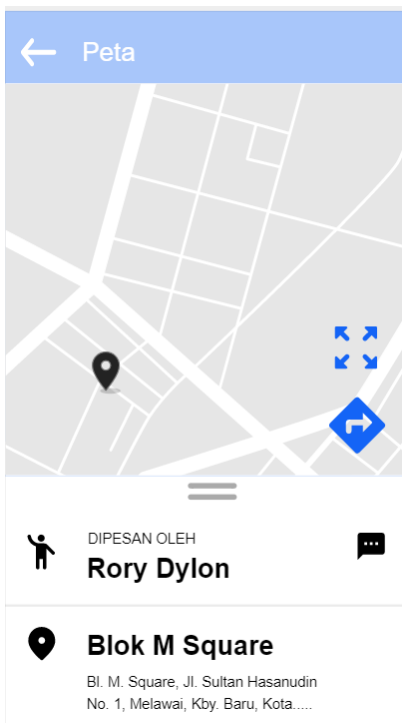 Peta
DIPESAN OLEH
Rory Dylon
Blok M Square
Bl. M. Square, Jl. Sultan Hasanudin
No. 1, Melawai, Kby. Baru, Kota.....